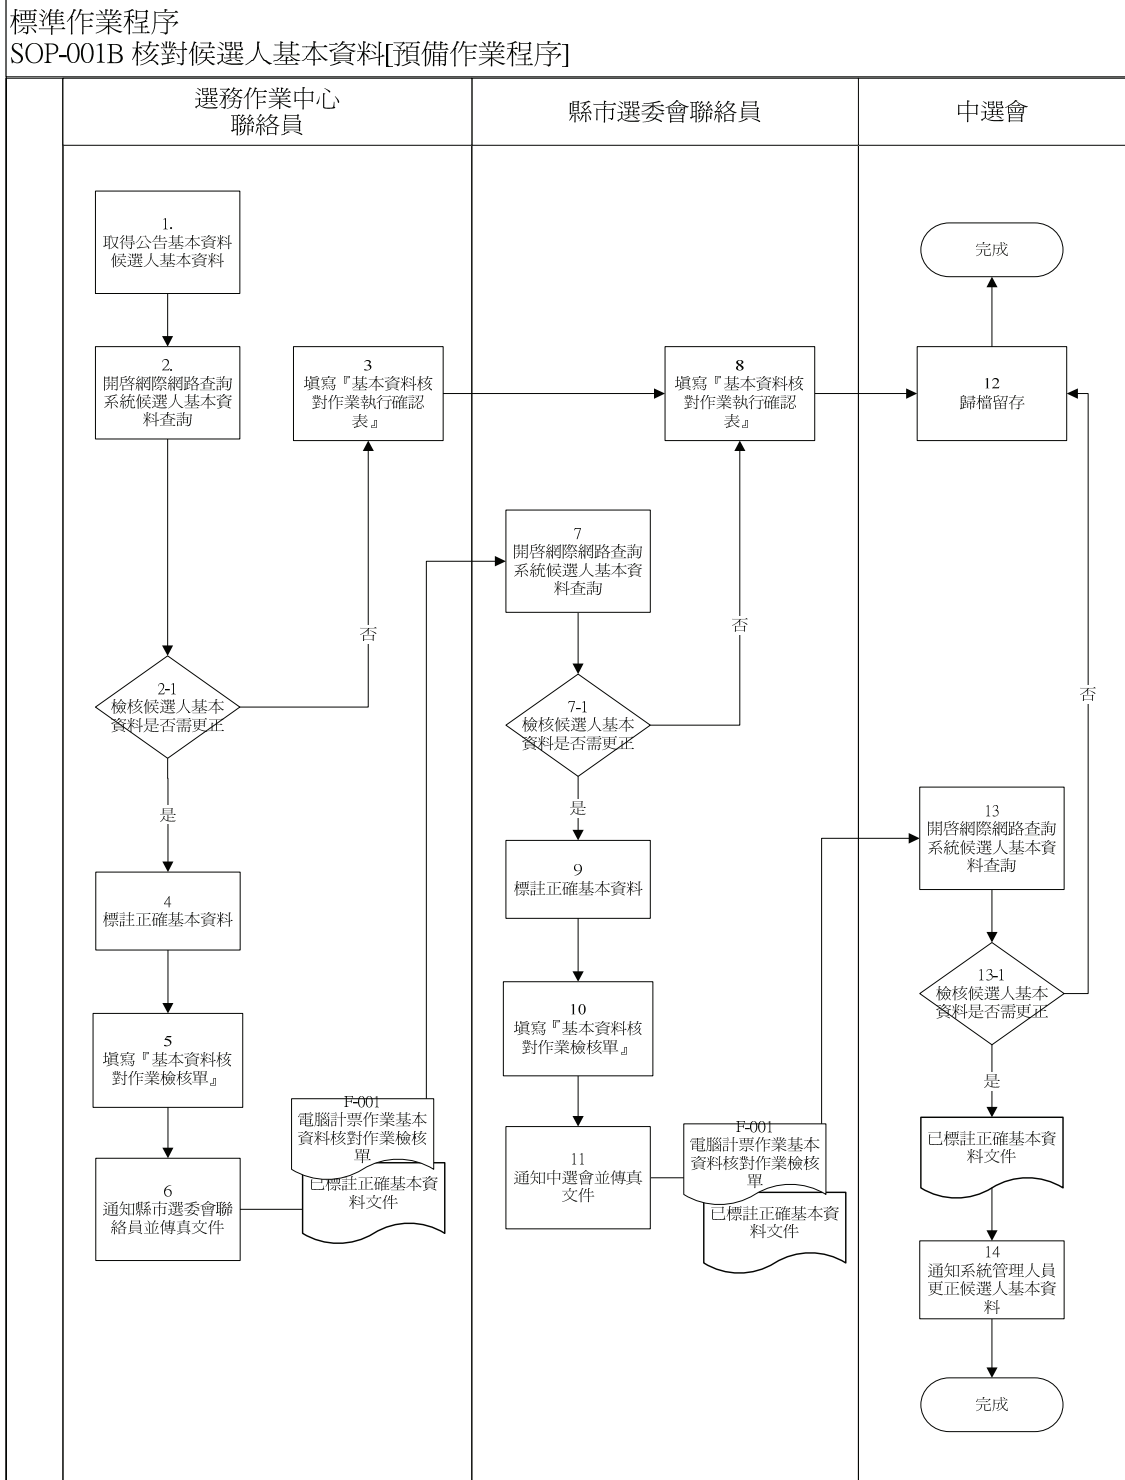 標準作業程序
SOP-001B 核對候選人基本資料[預備作業程序]
選務作業中心
聯絡員
縣市選委會聯絡員
中選會
1.
取得公告基本資料
候選人基本資料
2.
開啓網際網路查詢
系統候選人基本資
料查詢
2-1
檢核候選人基本
資料是否需更正
否
是
3
填寫『基本資料核
對作業執行確認
表』
4
標註正確基本資料
5
填寫『基本資料核
對作業檢核單』
6
通知縣市選委會聯
絡員並傳真文件
F-001
電腦計票作業基本
資料核對作業檢核
單
已標註正確基本資
料文件
7
開啓網際網路查詢
系統候選人基本資
料查詢
7-1
檢核候選人基本
資料是否需更正
否
是
8
填寫『基本資料核
對作業執行確認
表』
9
標註正確基本資料
10
填寫『基本資料核
對作業檢核單』
11
通知中選會並傳真
文件
F-001
電腦計票作業基本
資料核對作業檢核
單
已標註正確基本資
料文件
完成
12
歸檔留存
否
13
開啓網際網路查詢
系統候選人基本資
料查詢
13-1
檢核候選人基本
資料是否需更正
是
已標註正確基本資
料文件
14
通知系統管理人員
更正候選人基本資
料
完成